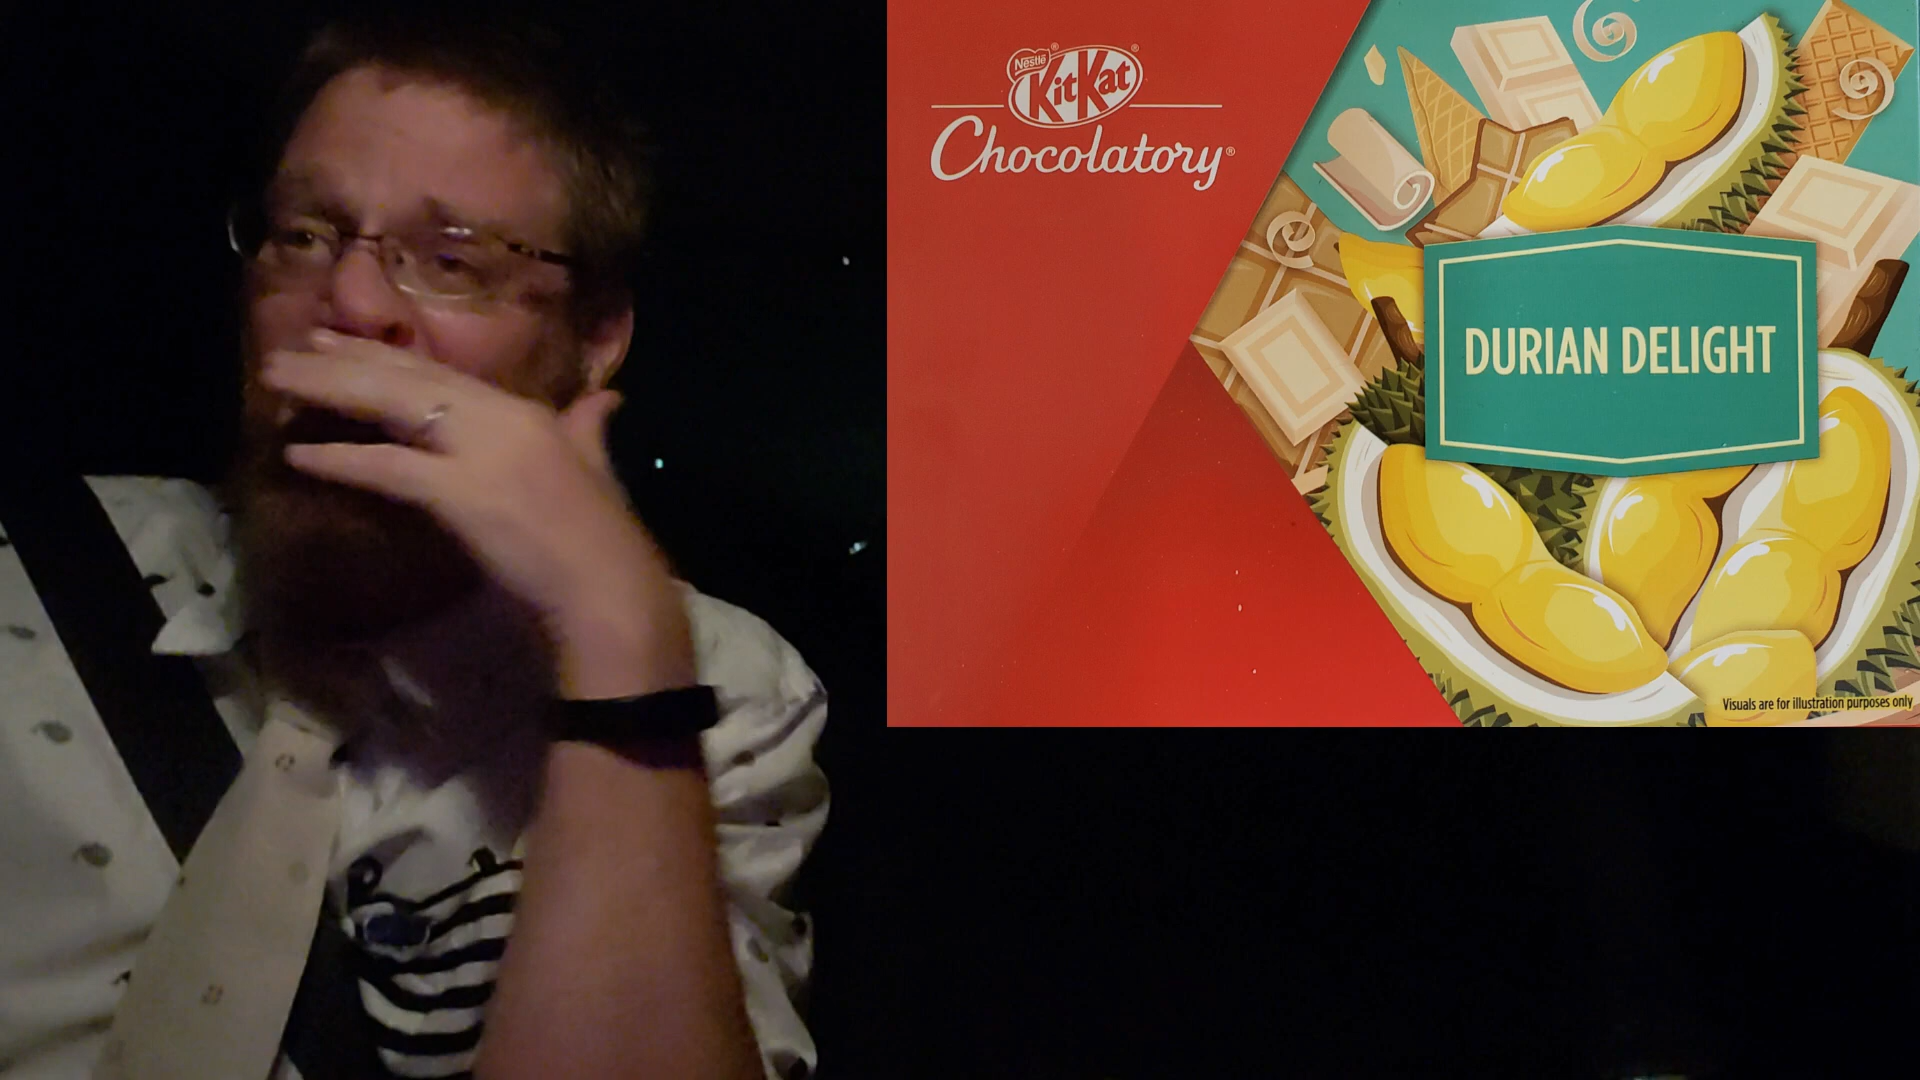 Nestlé
KitKat
Chocolatory
DURIAN DELIGHT
Visuals are for illustration purposes only